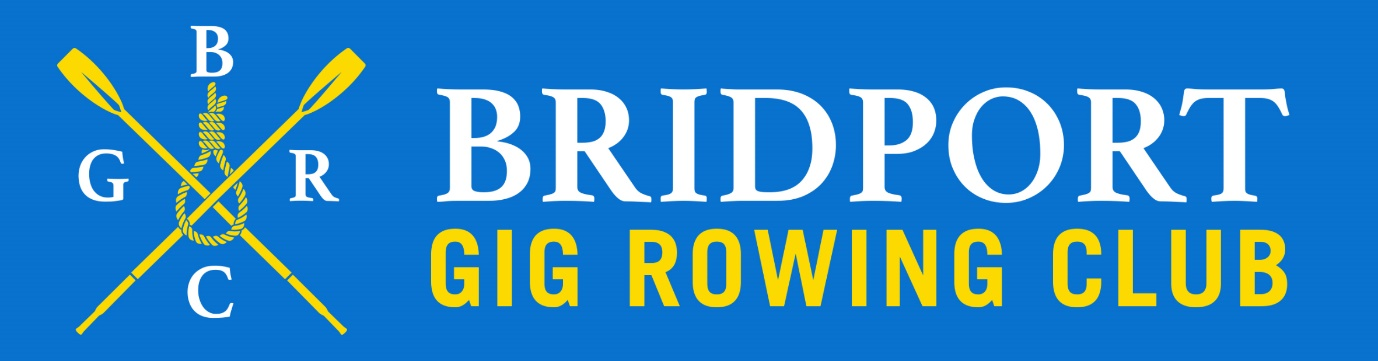 B
G R
C
BRIDPORT
GIG ROWING CLUB